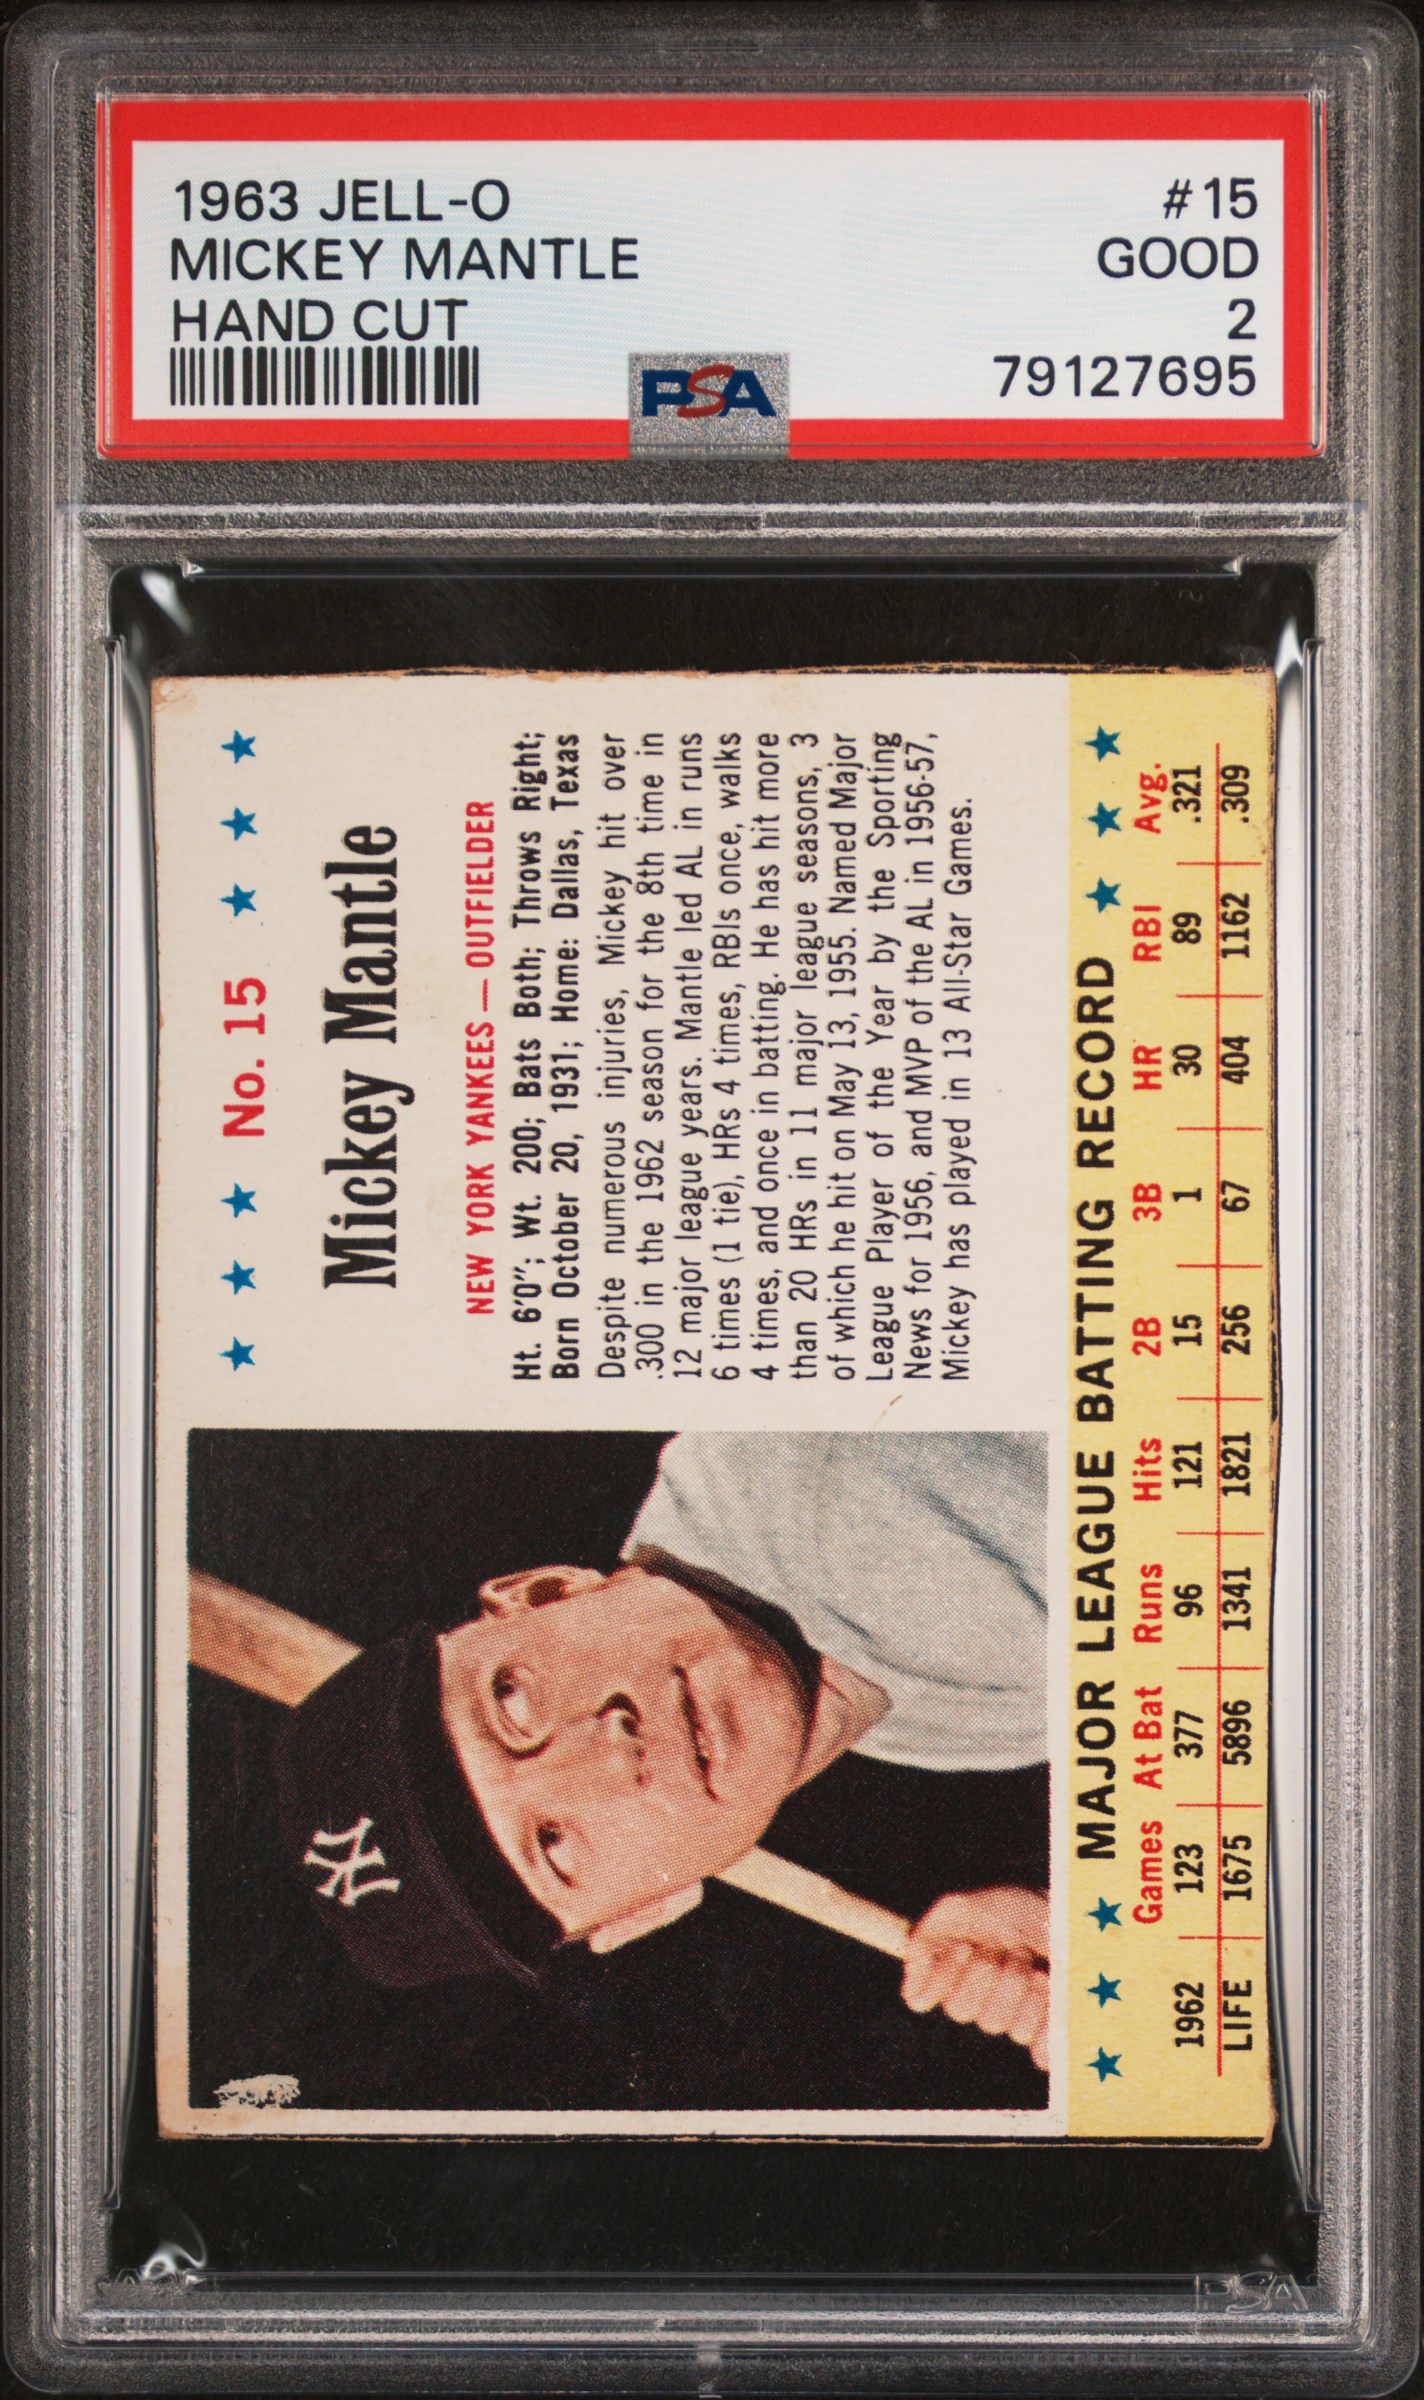 1963 JELL-O #15
MICKEY MANTLE GOOD
HAND CUT 2
79127695
PSA
★ ★ ★ No. 15 ★ ★ ★
Mickey Mantle
NEW YORK YANKEES — OUTFIELDER
Ht. 6'0"; Wt. 200; Bats Both; Throws Right;
Born October 20, 1931; Home: Dallas, Texas
Despite numerous injuries, Mickey hit over
.300 in the 1962 season for the 8th time in
12 major league years. Mantle led AL in runs
6 times (1 tie), HRs 4 times, RBIs once, walks
4 times, and once in batting. He has hit more
than 20 HRs in 11 major league seasons, 3
of which he hit on May 13, 1955. Named Major
League Player of the Year by the Sporting
News for 1956, and MVP of the AL in 1956-57,
Mickey has played in 13 All-Star Games.
NY
★ ★ ★ MAJOR LEAGUE BATTING RECORD ★ ★ ★
Games At Bat Runs Hits 2B 3B HR RBI Avg.
1962 123 377 96 121 15 1 30 89 .321
LIFE 1675 5896 1341 1821 256 67 404 1162 .309
PSA